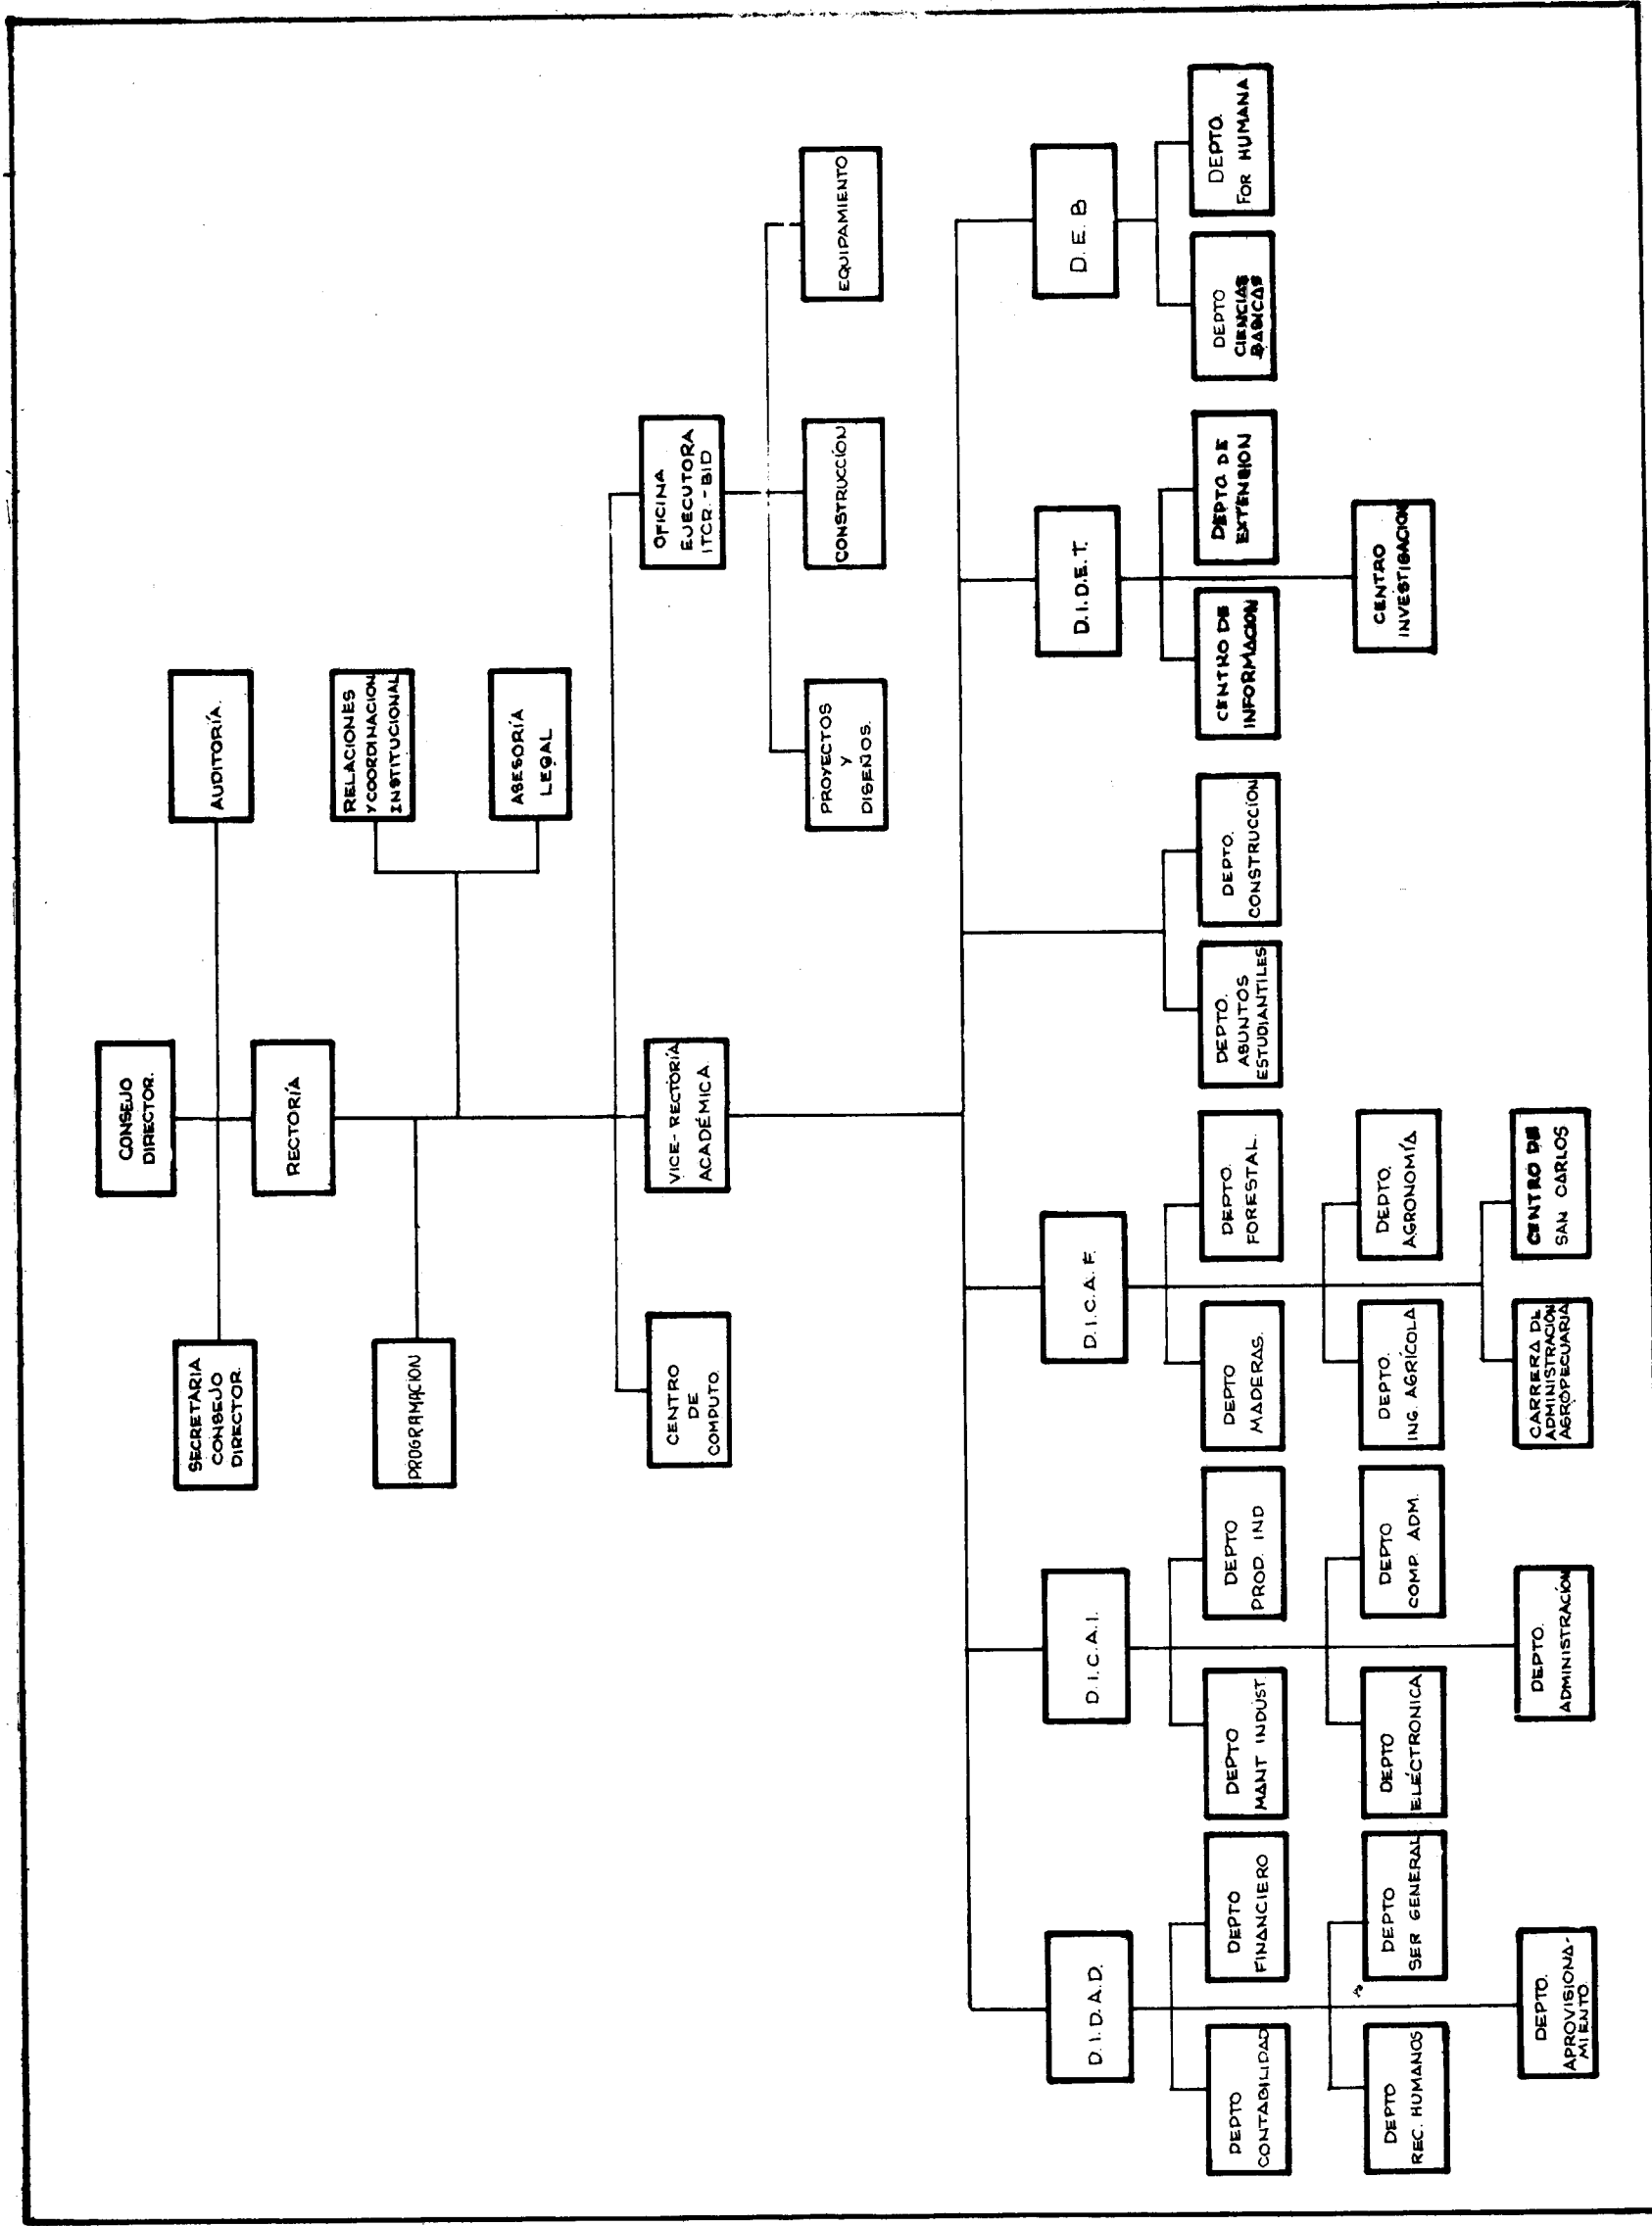 CONSEJO
DIRECTOR.
SECRETARIA
CONSEJO
DIRECTOR.
AUDITORÍA.
RECTORÍA
RELACIONES
Y COORDINACION
INSTITUCIONAL
PROGRAMACION
ASESORÍA
LEGAL
CENTRO
DE
COMPUTO.
VICE-RECTORÍA
ACADÉMICA.
OFICINA
EJECUTORA
ITCR.-BID
PROYECTOS
Y
DISEÑOS.
CONSTRUCCIÓN
EQUIPAMIENTO
D.I.D.A.D.
D.I.C.A.I.
D.I.C.A.F.
D.I.D.E.T.
D.E.B
DEPTO
CONTABILIDAD
DEPTO
FINANCIERO
DEPTO
MANT INDUST.
DEPTO
PROD. IND
DEPTO
MADERAS.
DEPTO.
FORESTAL.
DEPTO.
ASUNTOS
ESTUDIANTILES
DEPTO.
CONSTRUCCIÓN
CENTRO DE
INFORMACION
DEPTO DE
EXTENSION
DEPTO
CIENCIAS
BASICAS
DEPTO.
FOR HUMANA
DEPTO
REC. HUMANOS
DEPTO
SER GENERAL
DEPTO
ELÉCTRONICA
DEPTO
COMP. ADM.
DEPTO.
ING. AGRÍCOLA
DEPTO.
AGRONOMÍA
CENTRO
INVESTIGACION
DEPTO.
APROVISIONA-
MIENTO.
DEPTO.
ADMINISTRACIÓN
CARRERA DE
ADMINISTRACIÓN
AGROPECUARIA
CENTRO DE
SAN CARLOS